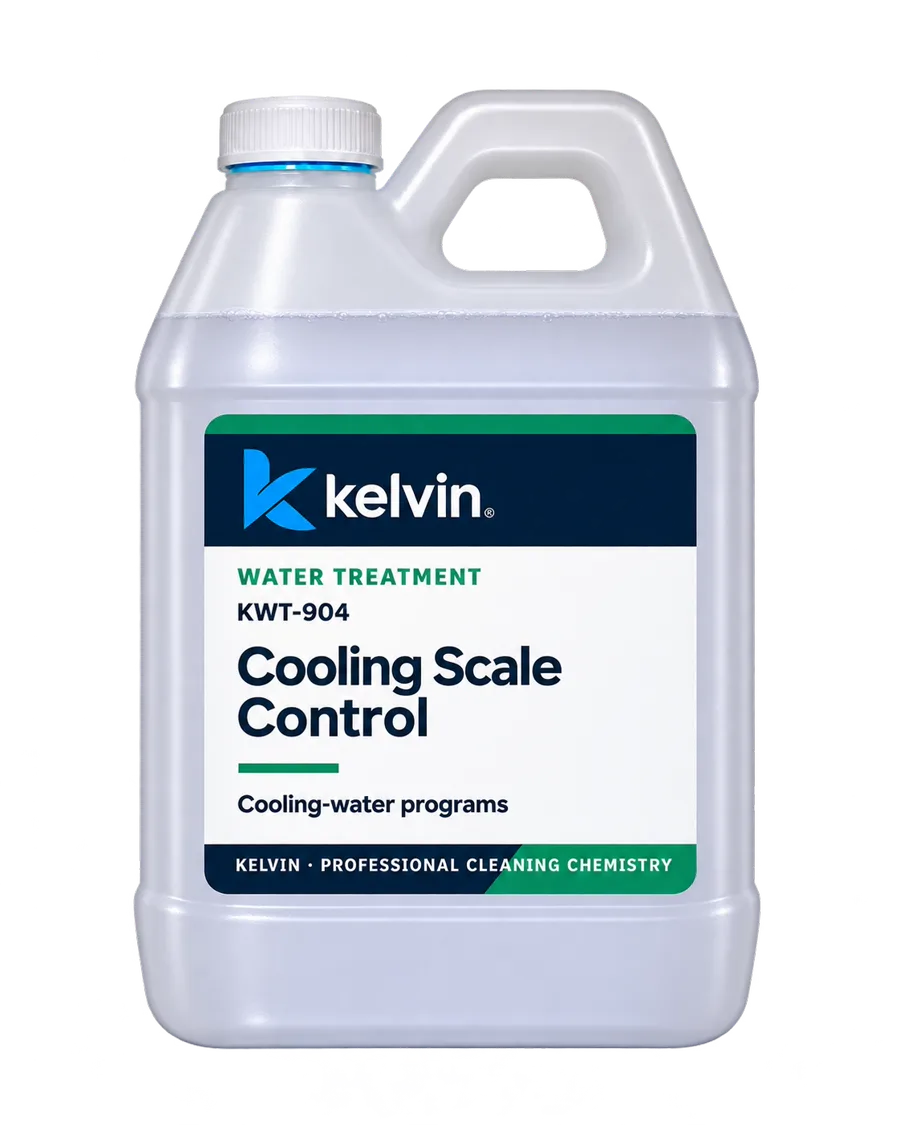 kelvin®
WATER TREATMENT
KWT-904
Cooling Scale
Control
Cooling-water programs
KELVIN · PROFESSIONAL CLEANING CHEMISTRY